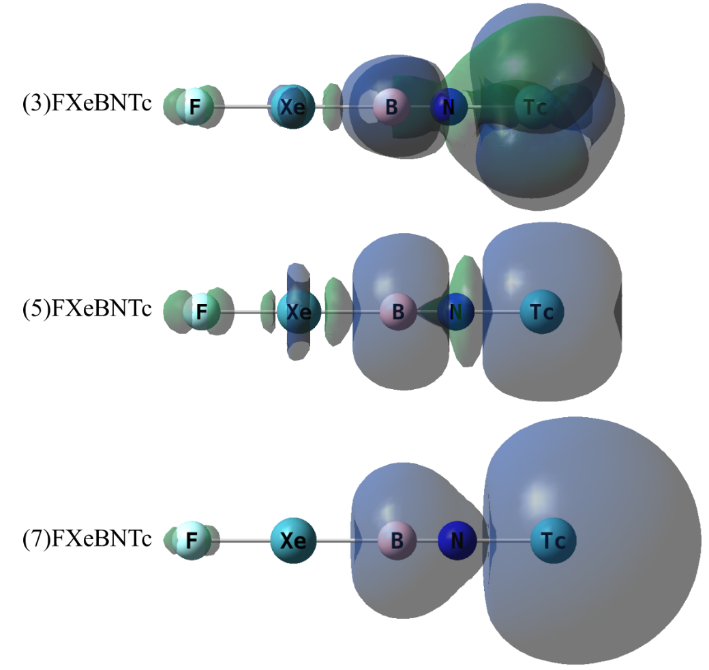 (3)FXeBNTc F Xe B N Tc
(5)FXeBNTc F Xe B N Tc
(7)FXeBNTc F Xe B N Tc